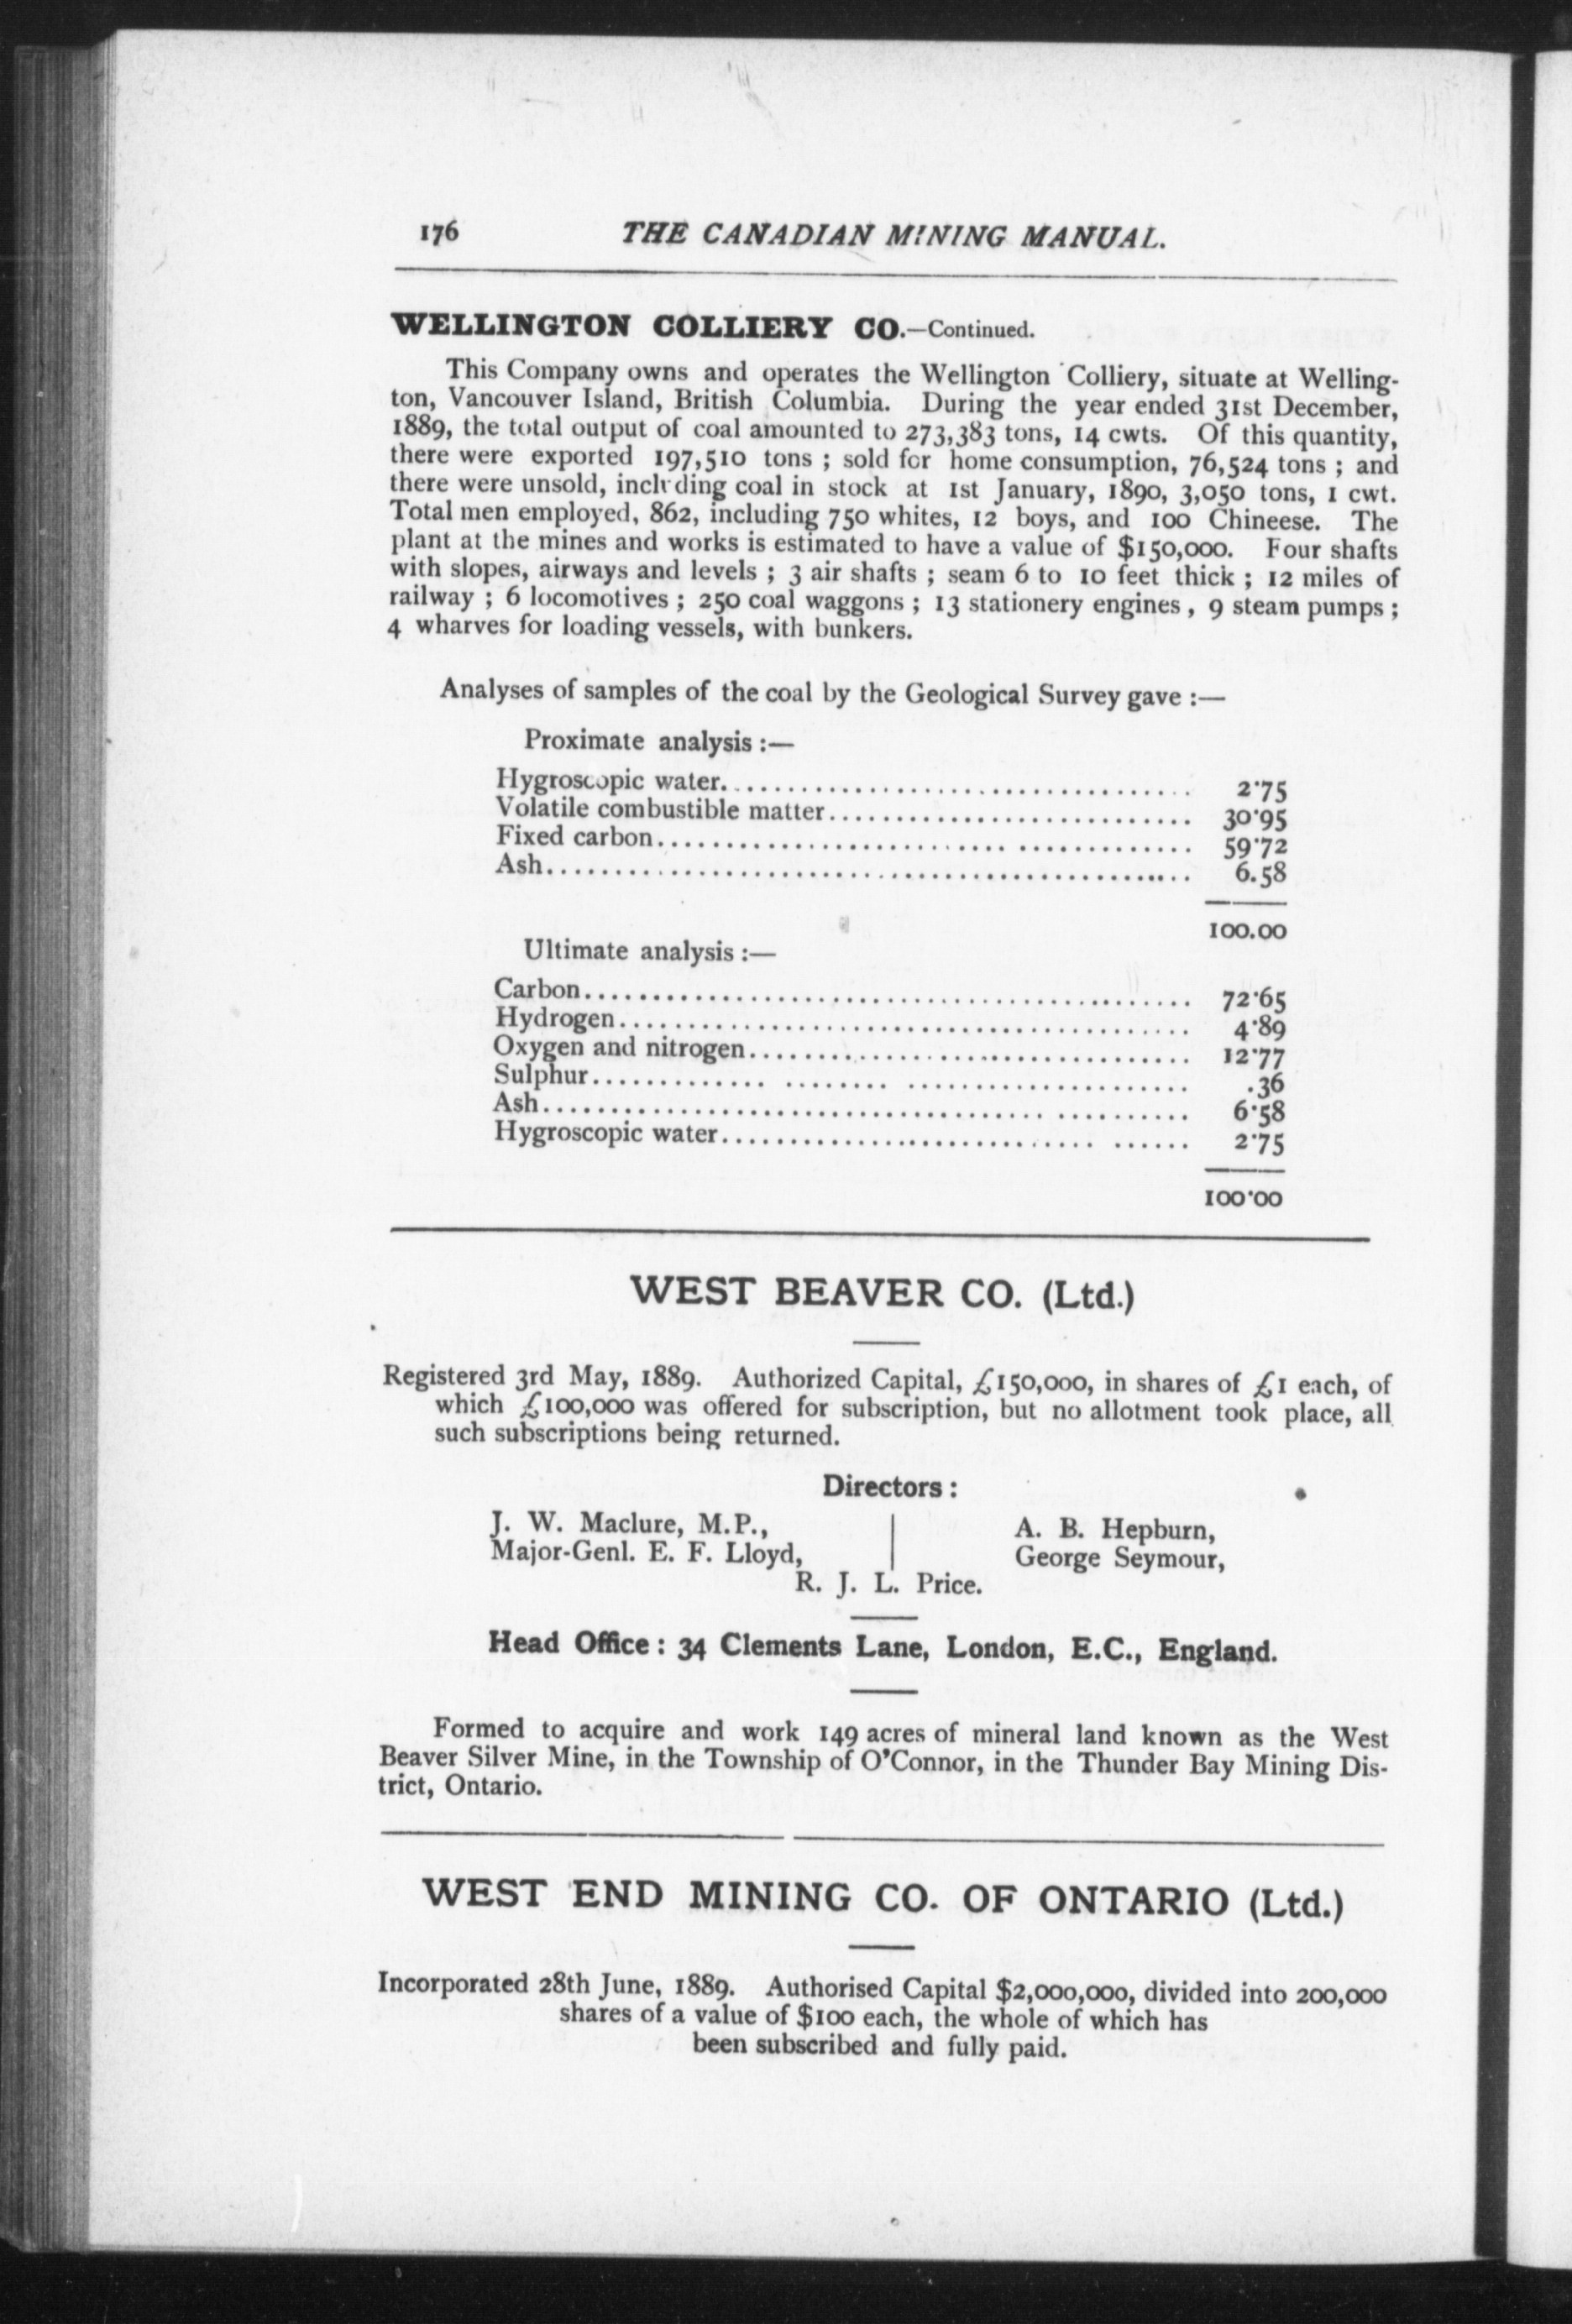 176 THE CANADIAN MINING MANUAL.
WELLINGTON COLLIERY CO.—Continued.
This Company owns and operates the Wellington Colliery, situate at Welling-
ton, Vancouver Island, British Columbia. During the year ended 31st December,
1889, the total output of coal amounted to 273,383 tons, 14 cwts. Of this quantity,
there were exported 197,510 tons ; sold for home consumption, 76,524 tons ; and
there were unsold, including coal in stock at 1st January, 1890, 3,050 tons, 1 cwt.
Total men employed, 862, including 750 whites, 12 boys, and 100 Chineese. The
plant at the mines and works is estimated to have a value of $150,000. Four shafts
with slopes, airways and levels ; 3 air shafts ; seam 6 to 10 feet thick ; 12 miles of
railway ; 6 locomotives ; 250 coal waggons ; 13 stationery engines , 9 steam pumps ;
4 wharves for loading vessels, with bunkers.
Analyses of samples of the coal by the Geological Survey gave :—
Proximate analysis :—
Hygroscopic water.................................. 2·75
Volatile combustible matter........................... 30·95
Fixed carbon....................................... 59·72
Ash............................................... 6.58
100.00
Ultimate analysis :—
Carbon............................................ 72·65
Hydrogen.......................................... 4·89
Oxygen and nitrogen................................ 12·77
Sulphur........................................... .36
Ash............................................... 6·58
Hygroscopic water.................................. 2·75
100·00
WEST BEAVER CO. (Ltd.)
Registered 3rd May, 1889. Authorized Capital, £150,000, in shares of £1 each, of
which £100,000 was offered for subscription, but no allotment took place, all
such subscriptions being returned.
Directors :
J. W. Maclure, M.P., A. B. Hepburn,
Major-Genl. E. F. Lloyd, George Seymour,
R. J. L. Price.
Head Office : 34 Clements Lane, London, E.C., England.
Formed to acquire and work 149 acres of mineral land known as the West
Beaver Silver Mine, in the Township of O'Connor, in the Thunder Bay Mining Dis-
trict, Ontario.
WEST END MINING CO. OF ONTARIO (Ltd.)
Incorporated 28th June, 1889. Authorised Capital $2,000,000, divided into 200,000
shares of a value of $100 each, the whole of which has
been subscribed and fully paid.